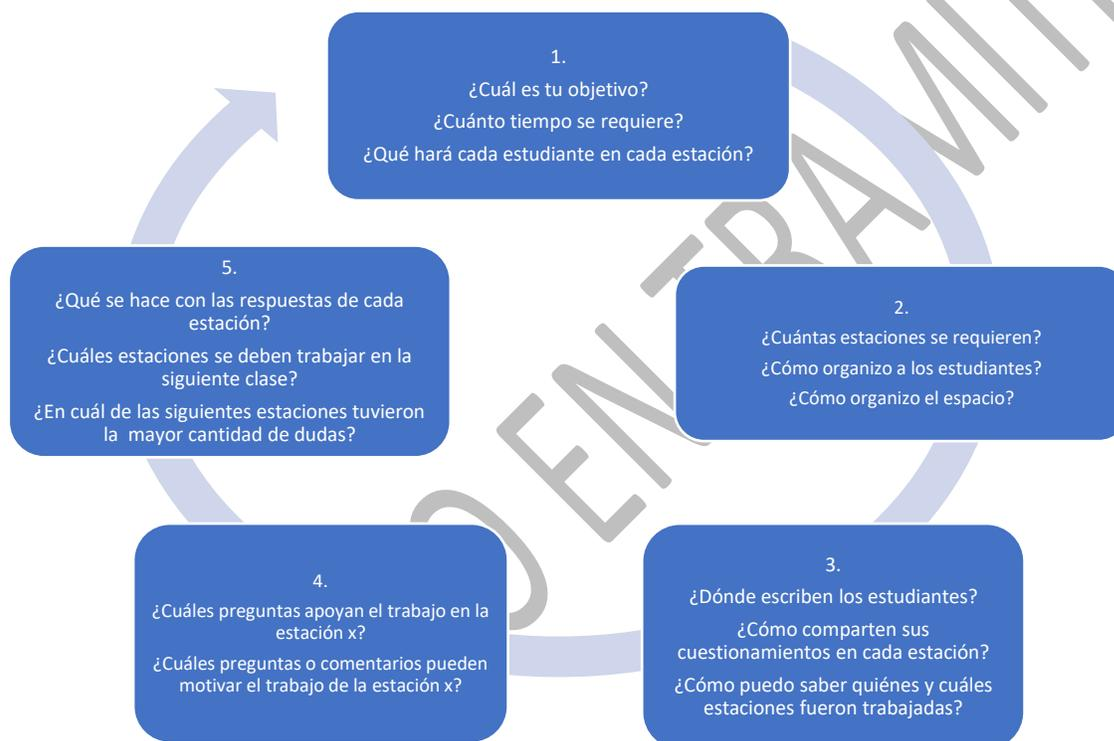 1.
¿Cuál es tu objetivo?
¿Cuánto tiempo se requiere?
¿Qué hará cada estudiante en cada estación?
2.
¿Cuántas estaciones se requieren?
¿Cómo organizo a los estudiantes?
¿Cómo organizo el espacio?
3.
¿Dónde escriben los estudiantes?
¿Cómo comparten sus
cuestionamientos en cada estación?
¿Cómo puedo saber quiénes y cuáles
estaciones fueron trabajadas?
4.
¿Cuáles preguntas apoyan el trabajo en la
estación x?
¿Cuáles preguntas o comentarios pueden
motivar el trabajo de la estación x?
5.
¿Qué se hace con las respuestas de cada
estación?
¿Cuáles estaciones se deben trabajar en la
siguiente clase?
¿En cuál de las siguientes estaciones tuvieron
la mayor cantidad de dudas?
O EN TRAMIT